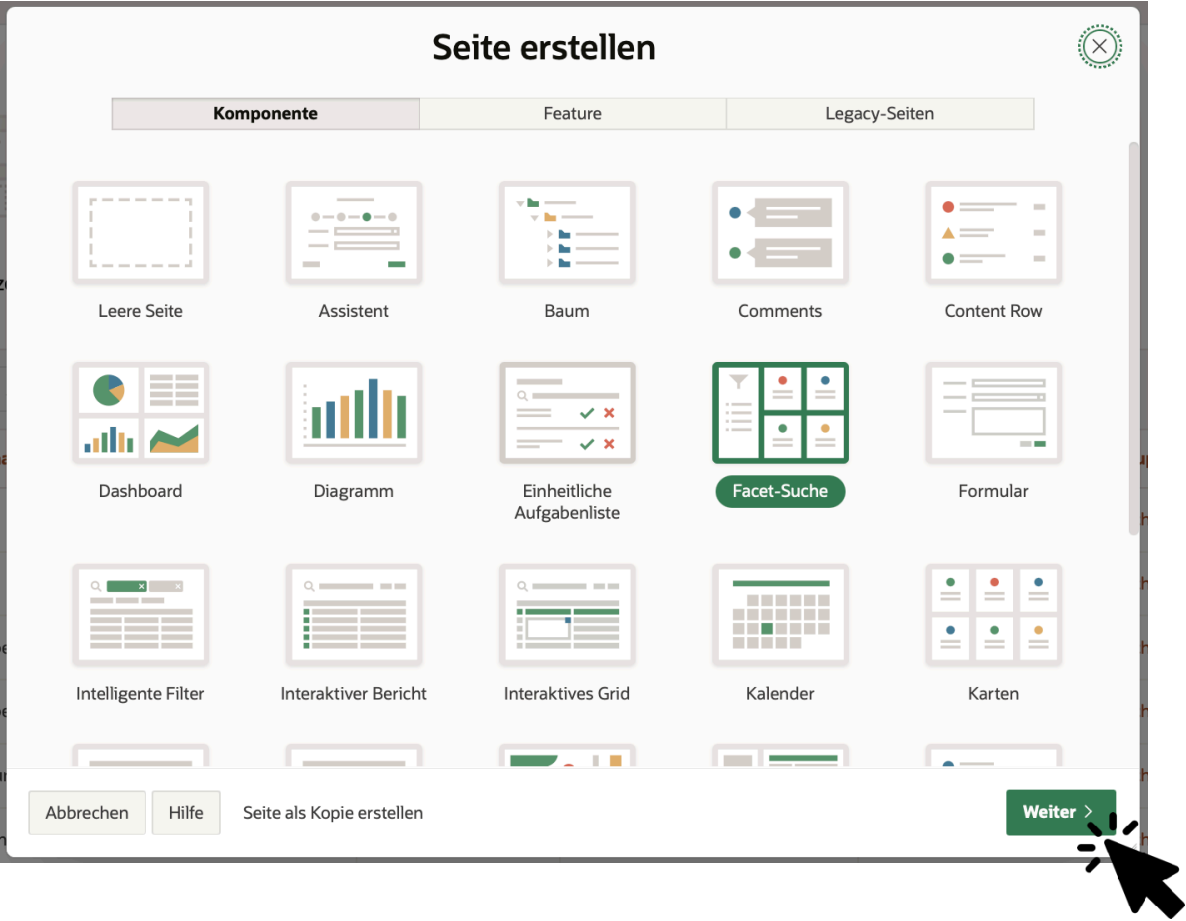 Seite erstellen
Komponente
Feature
Legacy-Seiten
Leere Seite
Assistent
Baum
Comments
Content Row
Dashboard
Diagramm
Einheitliche
Aufgabenliste
Facet-Suche
Formular
Intelligente Filter
Interaktiver Bericht
Interaktives Grid
Kalender
Karten
Abbrechen
Hilfe
Seite als Kopie erstellen
Weiter